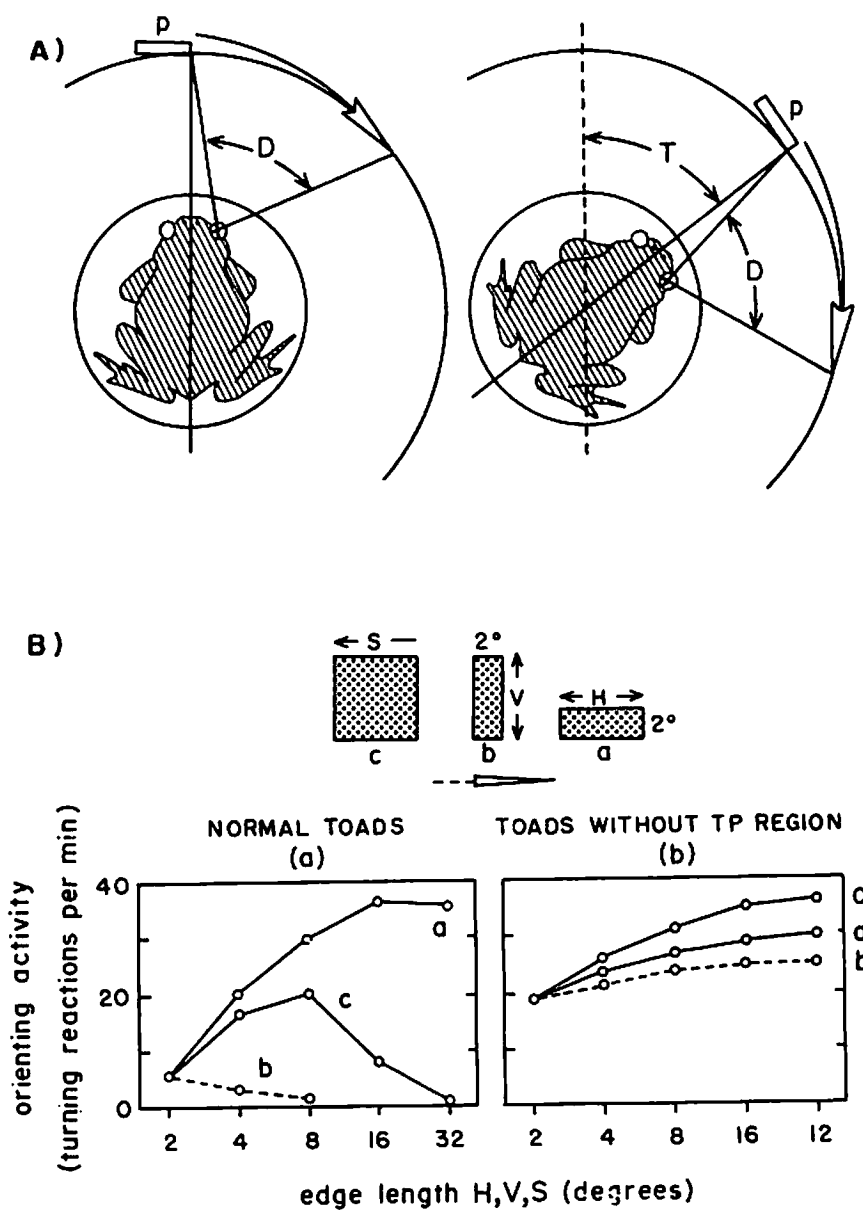 A)
P
D
P
T
D
B)
← S —
2°
V
H
2°
c
b
a
NORMAL TOADS
(a)
TOADS WITHOUT TP REGION
(b)
orienting activity
(turning reactions per min)
40
20
0
a
c
b
c
a
b
2 4 8 16 32
2 4 8 16 12
edge length H,V,S (degrees)